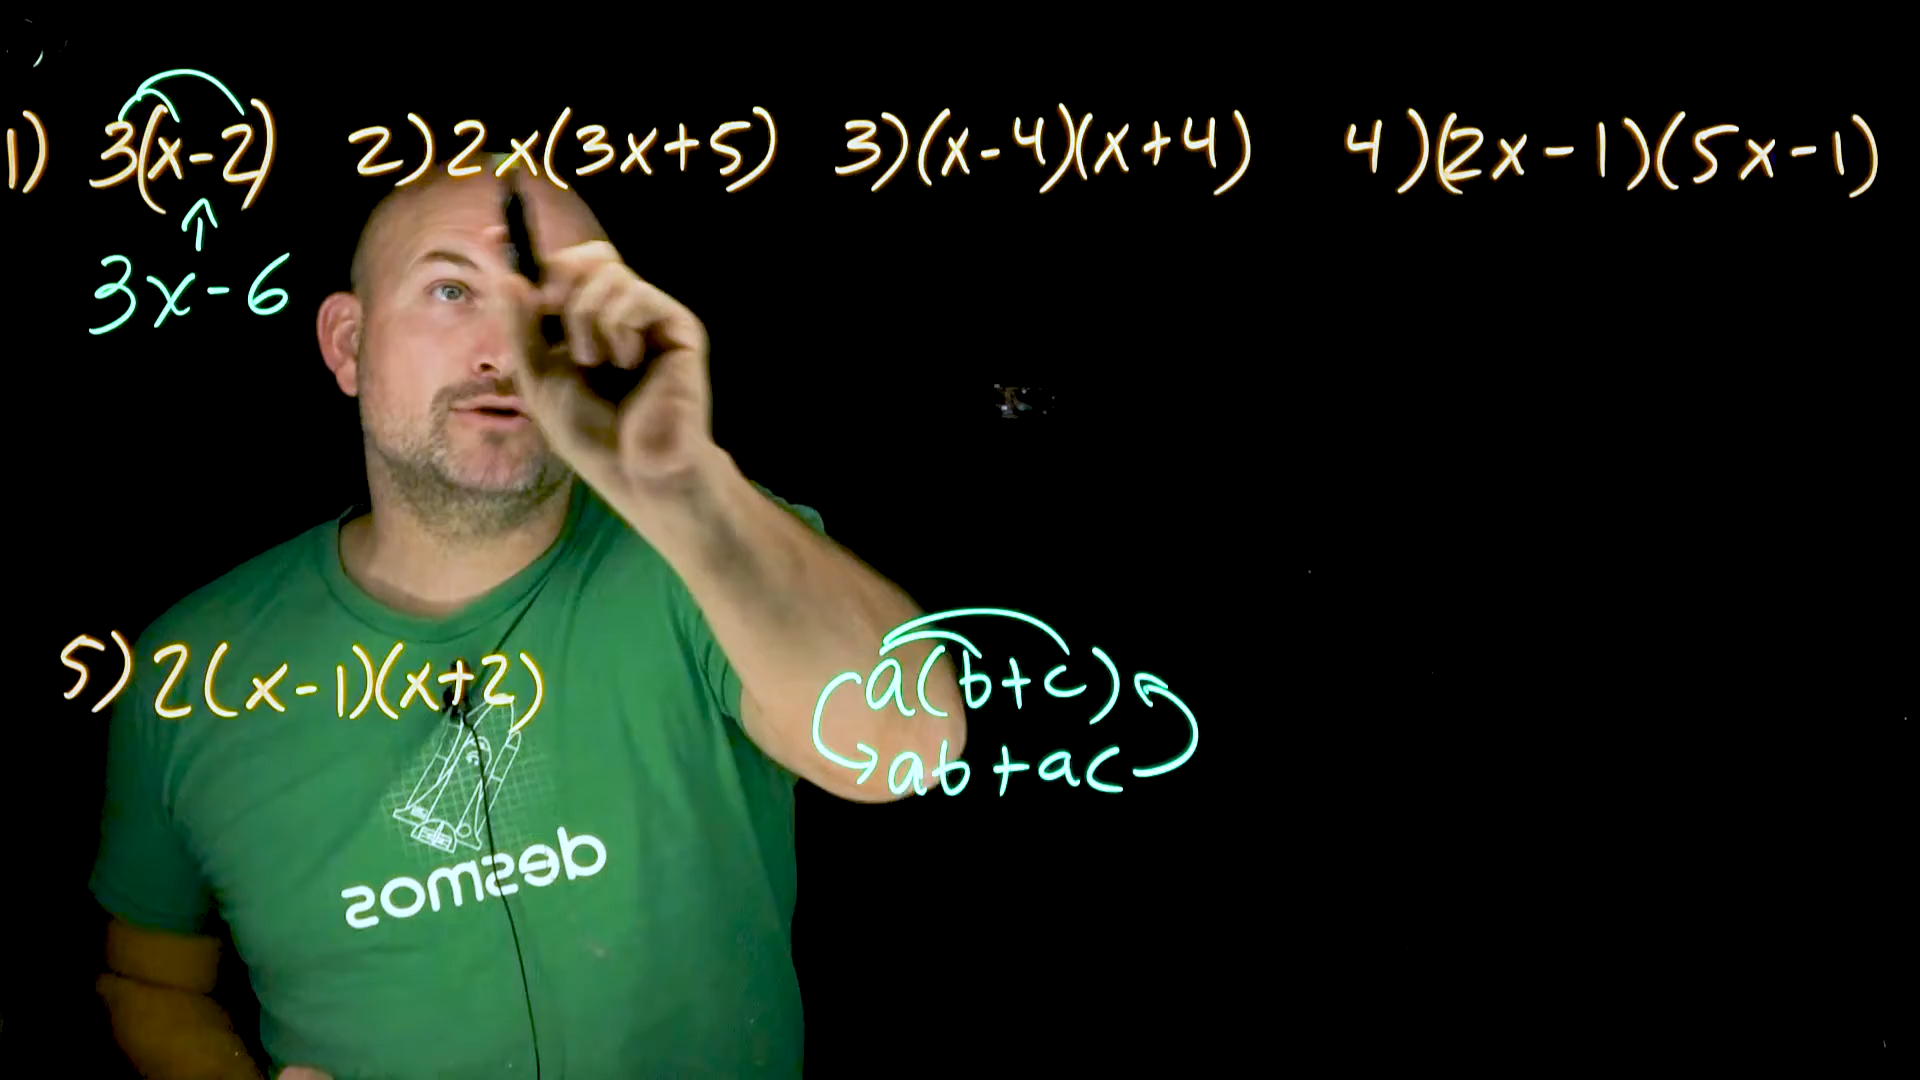 1) 3(x-2) 2) 2x(3x+5) 3) (x-4)(x+4) 4) (2x-1)(5x-1)
3x-6
5) 2(x-1)(x+2)
a(b+c)
ab+ac
desmos